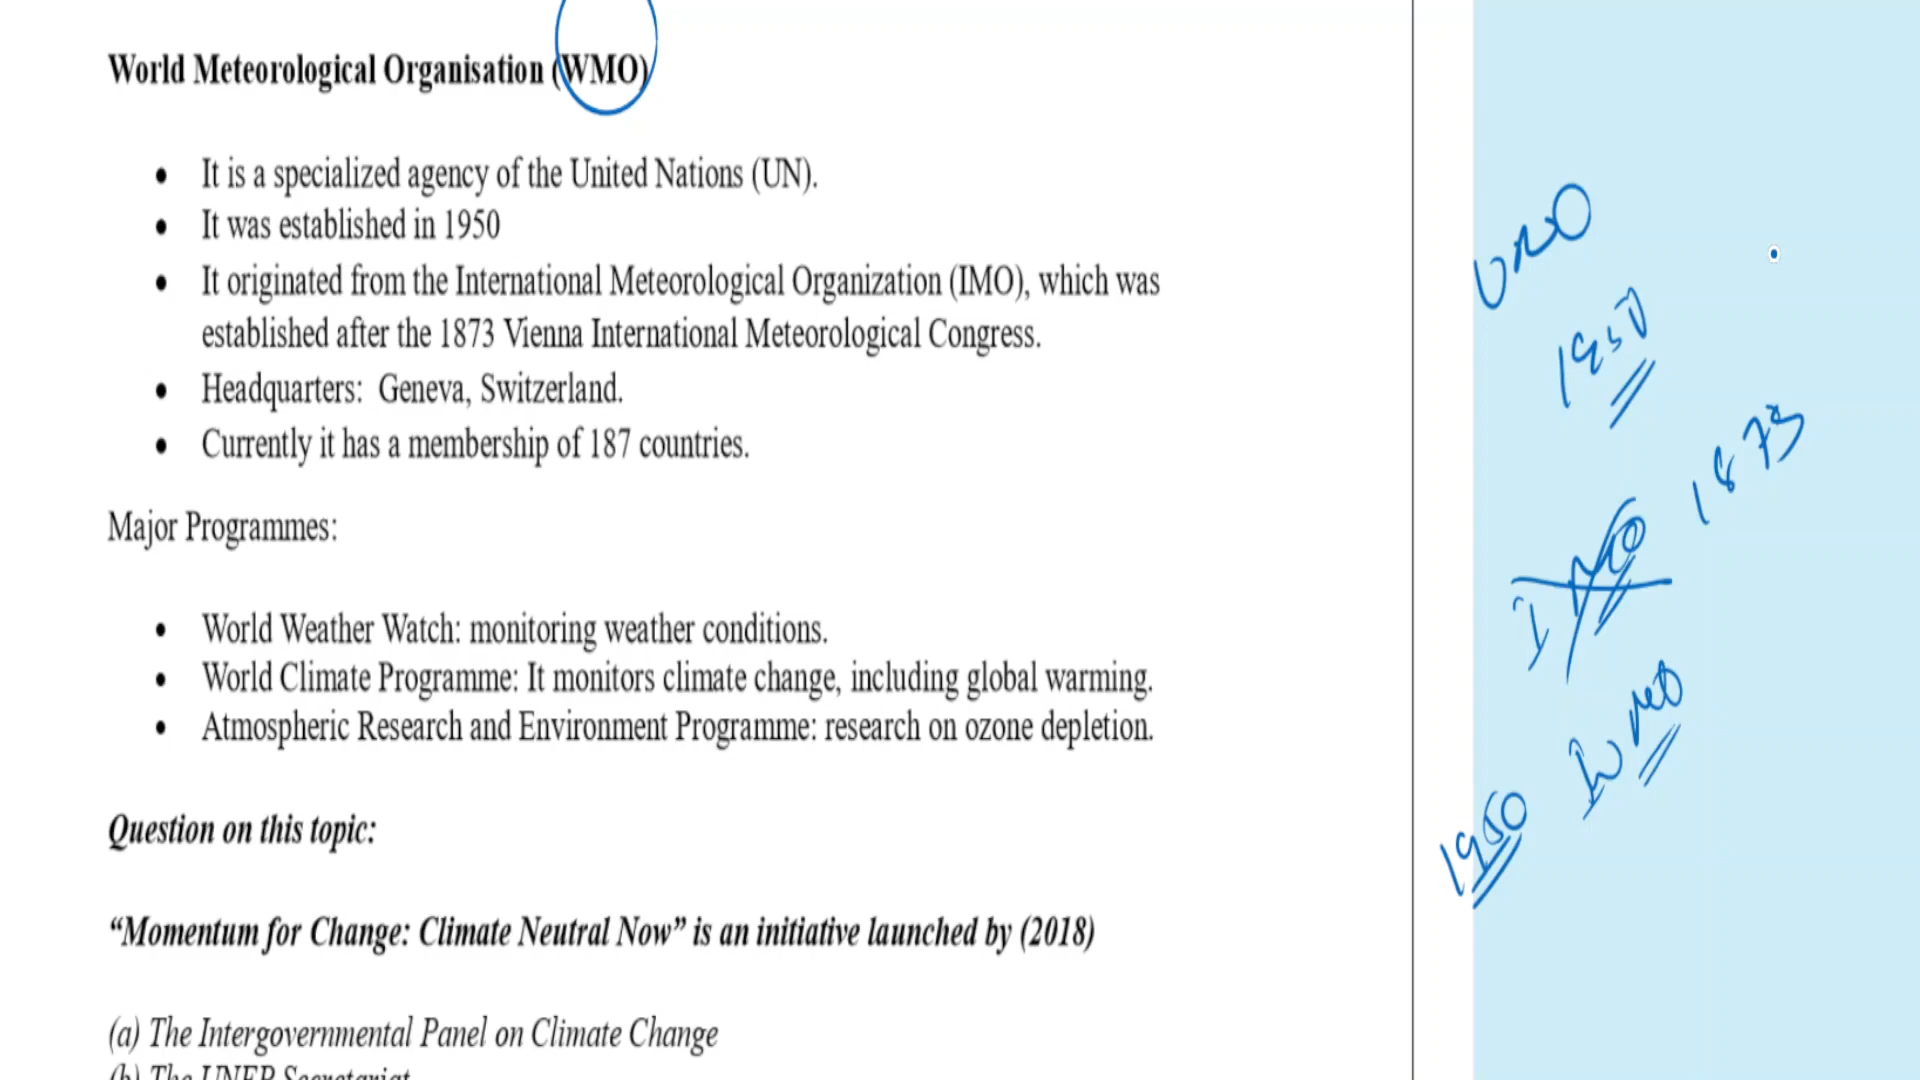 World Meteorological Organisation (WMO)
• It is a specialized agency of the United Nations (UN).
• It was established in 1950
• It originated from the International Meteorological Organization (IMO), which was
established after the 1873 Vienna International Meteorological Congress.
• Headquarters: Geneva, Switzerland.
• Currently it has a membership of 187 countries.
Major Programmes:
• World Weather Watch: monitoring weather conditions.
• World Climate Programme: It monitors climate change, including global warming.
• Atmospheric Research and Environment Programme: research on ozone depletion.
Question on this topic:
“Momentum for Change: Climate Neutral Now” is an initiative launched by (2018)
(a) The Intergovernmental Panel on Climate Change
(b) The UNEP Secretariat
UNO
1950
1873
1950